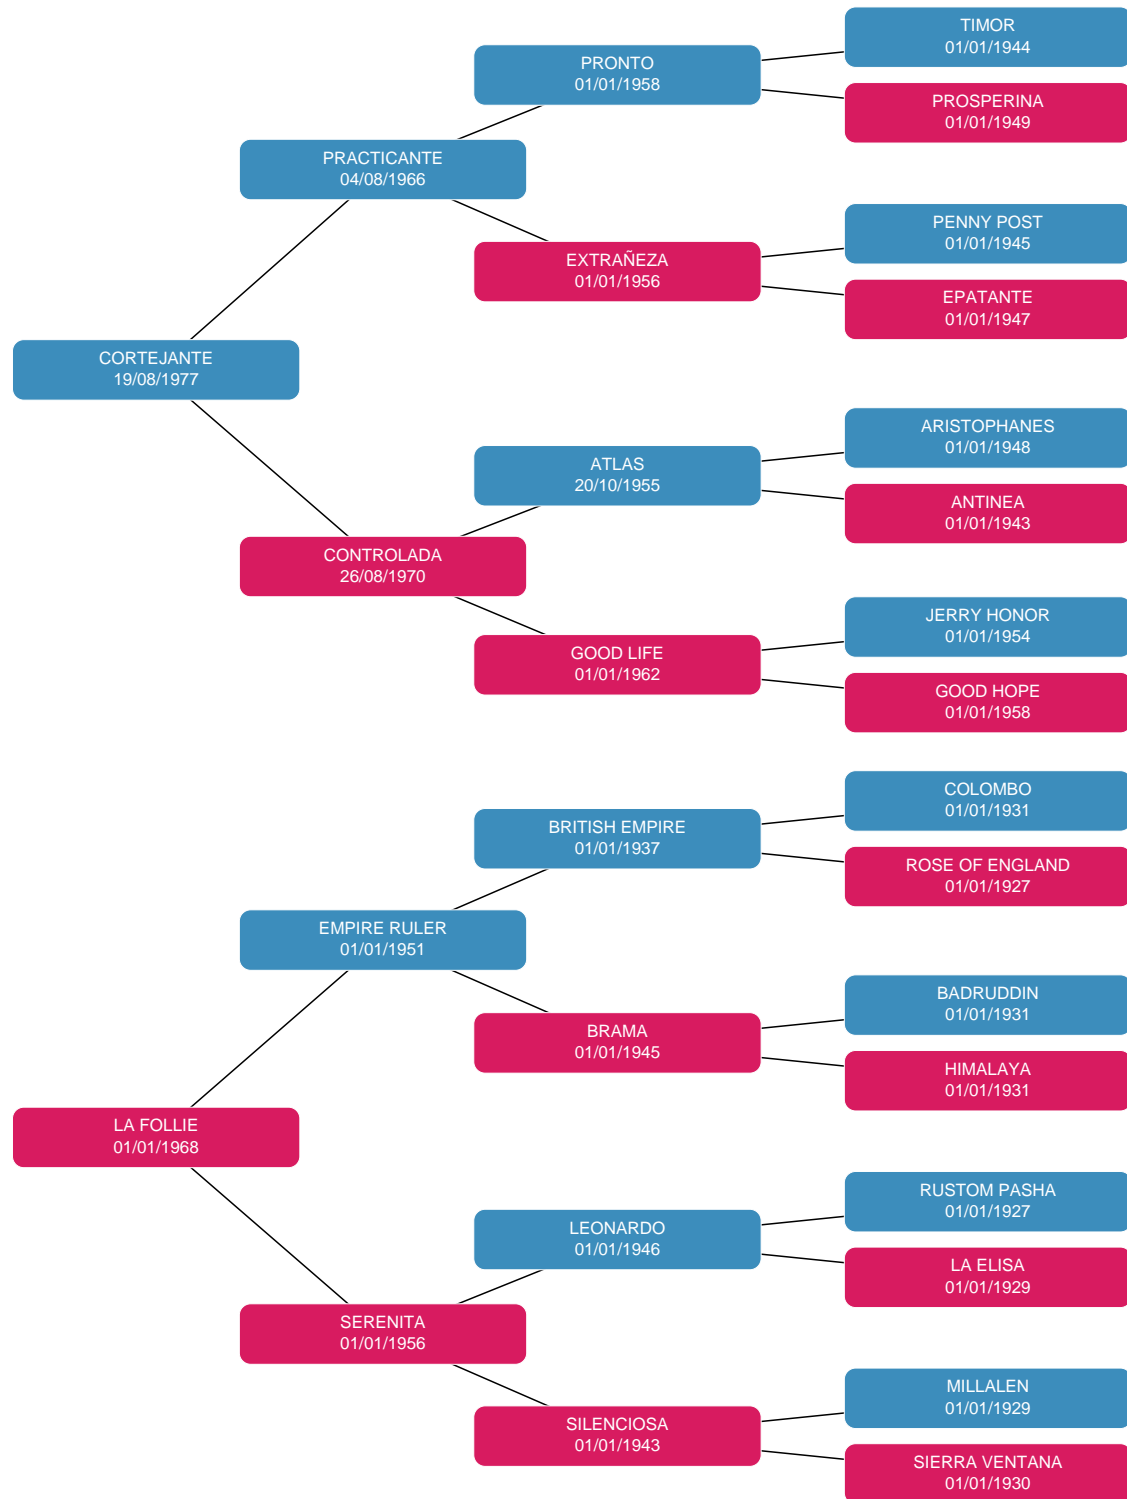 TIMOR
01/01/1944
PRONTO
01/01/1958
PROSPERINA
01/01/1949
PRACTICANTE
04/08/1966
PENNY POST
01/01/1945
EXTRAÑEZA
01/01/1956
EPATANTE
01/01/1947
CORTEJANTE
19/08/1977
ARISTOPHANES
01/01/1948
ATLAS
20/10/1955
ANTINEA
01/01/1943
CONTROLADA
26/08/1970
JERRY HONOR
01/01/1954
GOOD LIFE
01/01/1962
GOOD HOPE
01/01/1958
COLOMBO
01/01/1931
BRITISH EMPIRE
01/01/1937
ROSE OF ENGLAND
01/01/1927
EMPIRE RULER
01/01/1951
BADRUDDIN
01/01/1931
BRAMA
01/01/1945
HIMALAYA
01/01/1931
LA FOLLIE
01/01/1968
RUSTOM PASHA
01/01/1927
LEONARDO
01/01/1946
LA ELISA
01/01/1929
SERENITA
01/01/1956
MILLALEN
01/01/1929
SILENCIOSA
01/01/1943
SIERRA VENTANA
01/01/1930